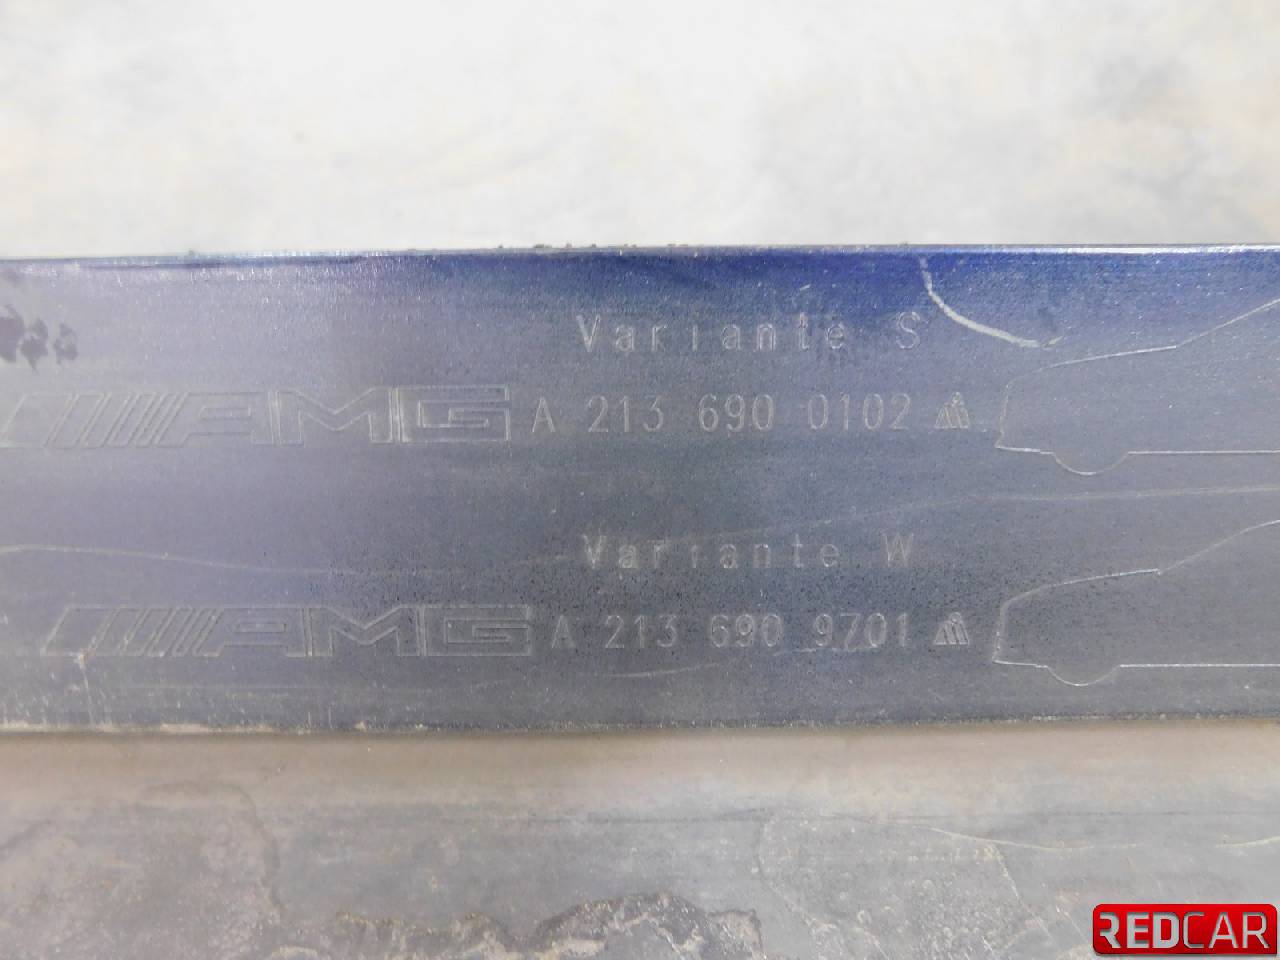 Variante S
AMG A 213 690 0102
Variante W
AMG A 213 690 9701
REDCAR